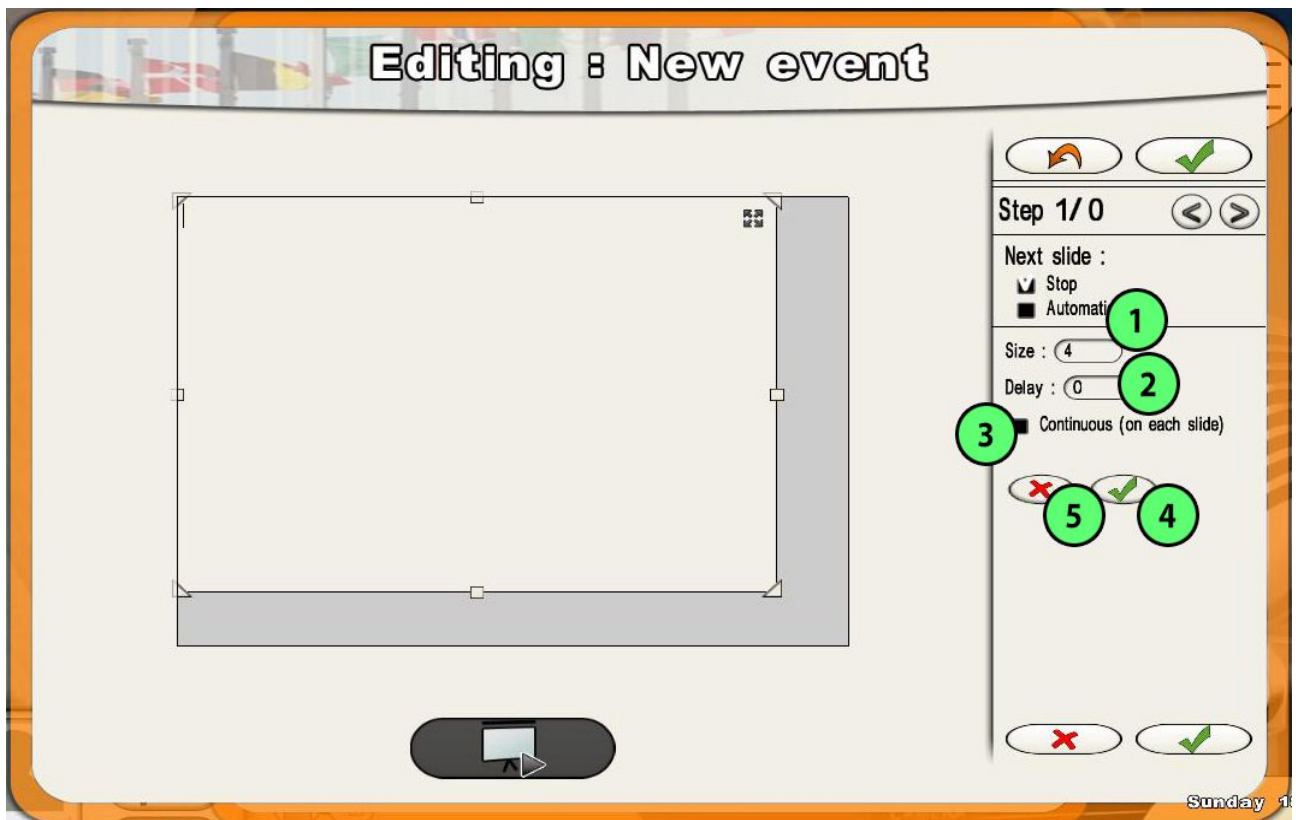 Editing : New event
Step 1/0
Next slide :
Stop
1
Size : 4
Delay : 0
2
3
Continuous (on each slide)
5
4
Sunday